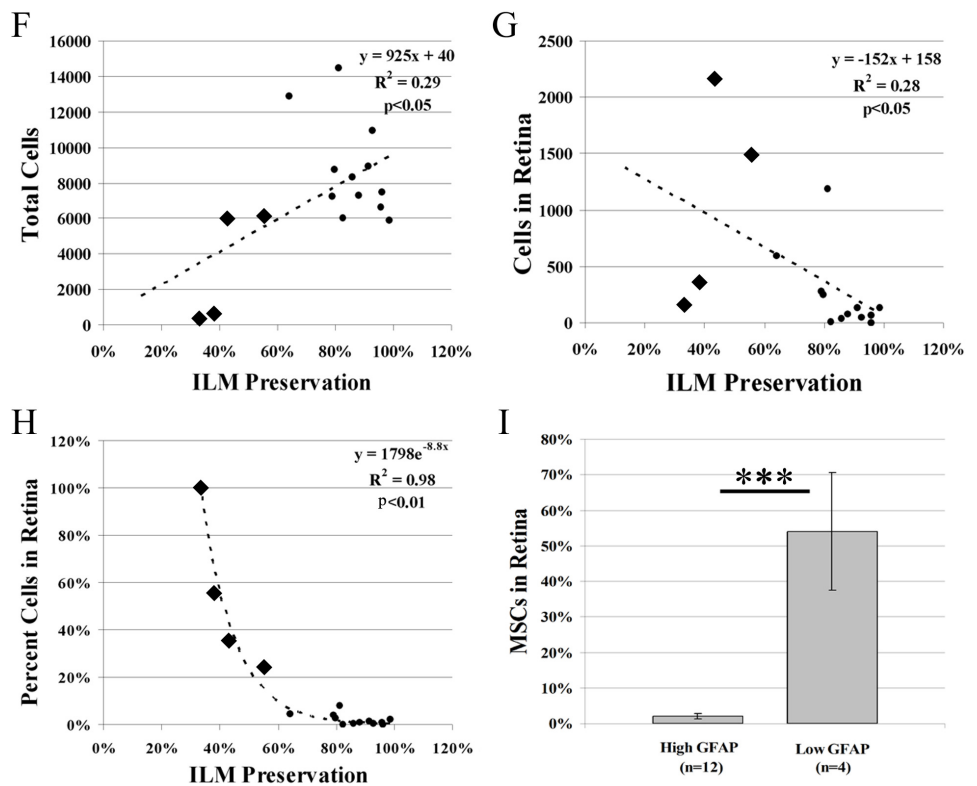 F
16000
14000
12000
10000
8000
6000
4000
2000
0
Total Cells
y = 925x + 40
R² = 0.29
p<0.05
0% 20% 40% 60% 80% 100% 120%
ILM Preservation
G
2500
2000
1500
1000
500
0
Cells in Retina
y = -152x + 158
R² = 0.28
p<0.05
0% 20% 40% 60% 80% 100% 120%
ILM Preservation
H
120%
100%
80%
60%
40%
20%
0%
Percent Cells in Retina
y = 1798e^-8.8x
R² = 0.98
p<0.01
0% 20% 40% 60% 80% 100% 120%
ILM Preservation
I
80%
70%
60%
50%
40%
30%
20%
10%
0%
MSCs in Retina
***
High GFAP
(n=12)
Low GFAP
(n=4)